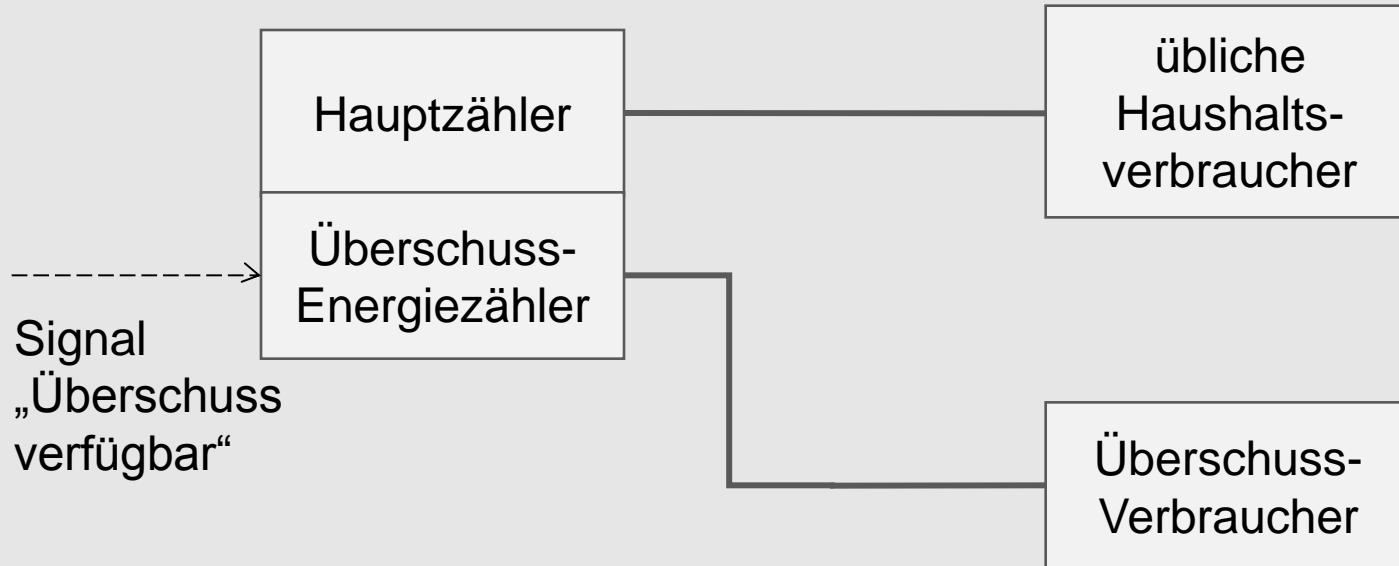 Hauptzähler
übliche
Haushalts-
verbraucher
Überschuss-
Energiezähler
Signal
„Überschuss
verfügbar“
Überschuss-
Verbraucher